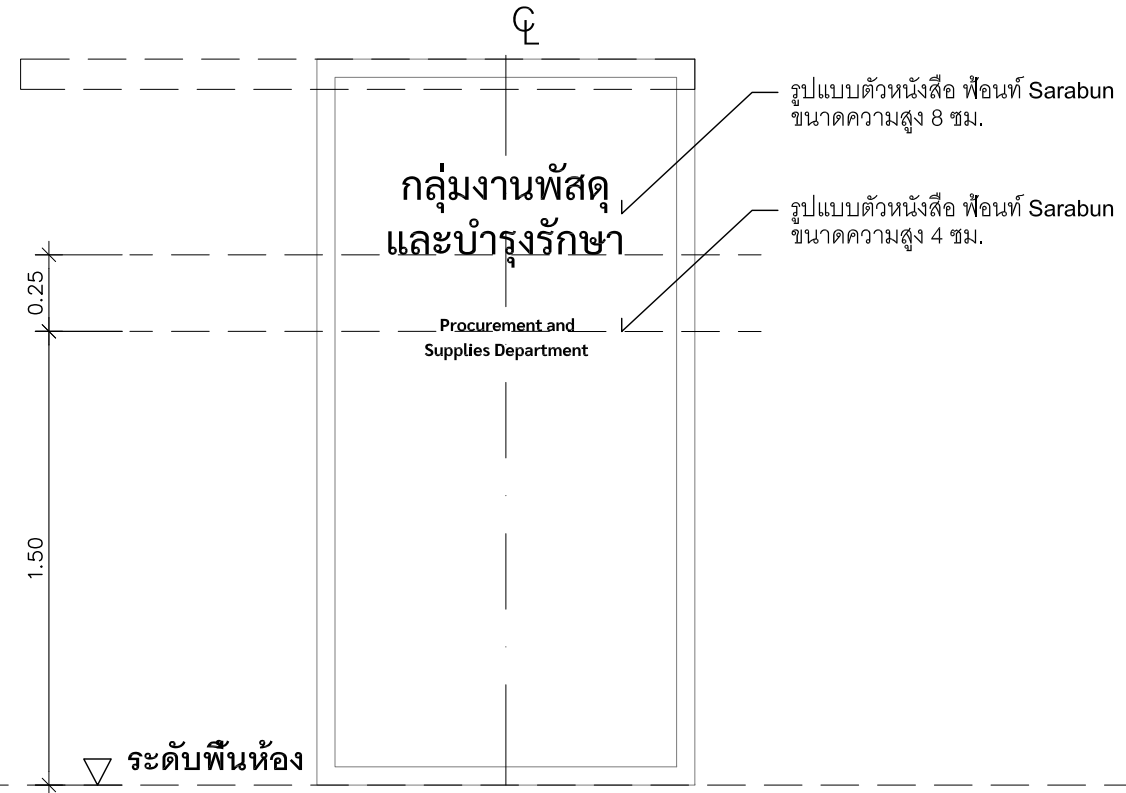 ℄
รูปแบบตัวหนังสือ ฟ้อนท์ Sarabun
ขนาดความสูง 8 ซม.
กลุ่มงานพัสดุ
และบำรุงรักษา
รูปแบบตัวหนังสือ ฟ้อนท์ Sarabun
ขนาดความสูง 4 ซม.
0.25
Procurement and
Supplies Department
1.50
ระดับพื้นห้อง